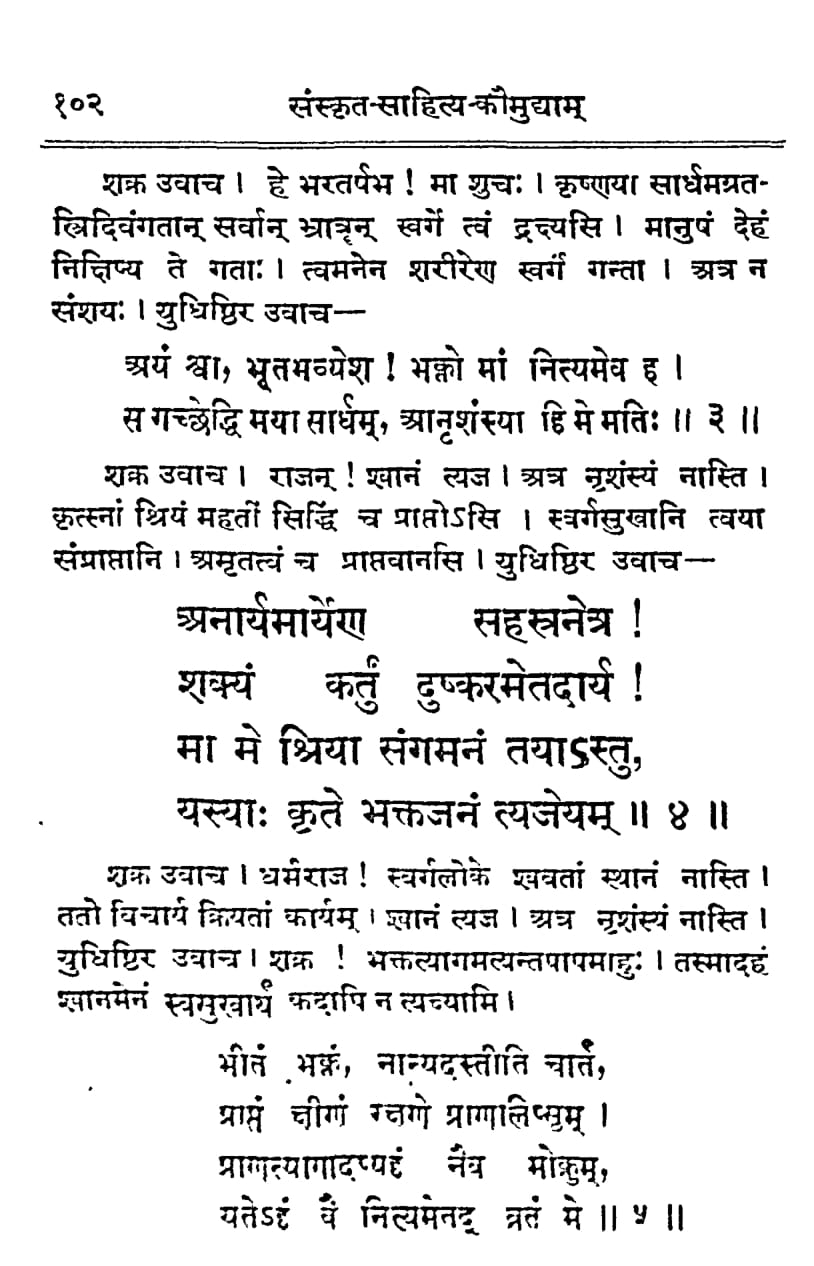 १०२ संस्कृत-साहित्य-कौमुद्याम्
शक्र उवाच । हे भरतर्षभ ! मा शुचः । कृष्णया सार्धमग्रत-
स्त्रिदिवंगतान् सर्वान् भ्रातॄन् स्वर्गे त्वं द्रक्ष्यसि । मानुषं देहं
निक्षिप्य ते गताः । त्वमनेन शरीरेण स्वर्गं गन्ता । अत्र न
संशयः । युधिष्ठिर उवाच—
अयं श्वा, भूतभव्येश ! भक्तो मां नित्यमेव ह ।
स गच्छेद्धि मया सार्धम्, आनृशंस्या हि मे मतिः ॥ ३ ॥
शक्र उवाच । राजन् ! श्वानं त्यज । अत्र नृशंस्यं नास्ति ।
कृत्स्नां श्रियं महतीं सिद्धिं च प्राप्तोऽसि । स्वर्गसुखानि त्वया
संप्राप्तानि । अमृतत्वं च प्राप्तवानसि । युधिष्ठिर उवाच—
अनार्यमार्येण सहस्रनेत्र !
शक्यं कर्तुं दुष्करमेतदार्य !
मा मे श्रिया संगमनं तयाऽस्तु,
यस्याः कृते भक्तजनं त्यजेयम् ॥ ४ ॥
शक्र उवाच । धर्मराज ! स्वर्गलोके श्ववतां स्थानं नास्ति ।
ततो विचार्य क्रियतां कार्यम् । श्वानं त्यज । अत्र नृशंस्यं नास्ति ।
युधिष्ठिर उवाच । शक्र ! भक्तत्यागमत्यन्तपापमाहुः । तस्मादहं
श्वानमेनं स्वसुखार्थं कदापि न त्यक्ष्यामि ।
भीतं भक्तं, नान्यदस्तीति चार्तं,
प्राप्तं क्षीणं रक्षणे प्राणलिप्सुम् ।
प्राणत्यागादप्यहं नैव मोक्तुम्,
यतेऽहं वै नित्यमेतद् व्रतं मे ॥ ५ ॥